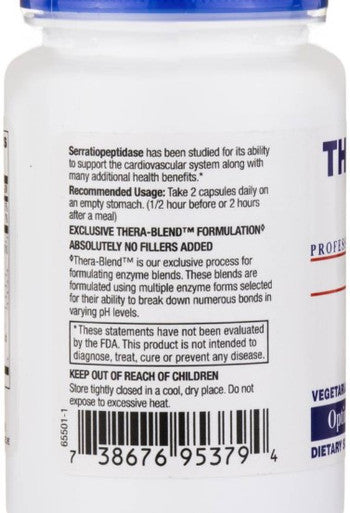 Serratiopeptidase has been studied for its ability
to support the cardiovascular system along with
many additional health benefits.*
Recommended Usage: Take 2 capsules daily on
an empty stomach. (1/2 hour before or 2 hours
after a meal)
EXCLUSIVE THERA-BLEND™ FORMULATION◊
ABSOLUTELY NO FILLERS ADDED
◊Thera-Blend™ is our exclusive process for
formulating enzyme blends. These blends are
formulated using multiple enzyme forms selected
for their ability to break down numerous bonds in
varying pH levels.
*These statements have not been evaluated
by the FDA. This product is not intended to
diagnose, treat, cure or prevent any disease.
KEEP OUT OF REACH OF CHILDREN
Store tightly closed in a cool, dry place. Do not
expose to excessive heat.
65501-1
7 38676 95379 4
TH
PROFES
VEGETARIA
Opti
DIETARY S